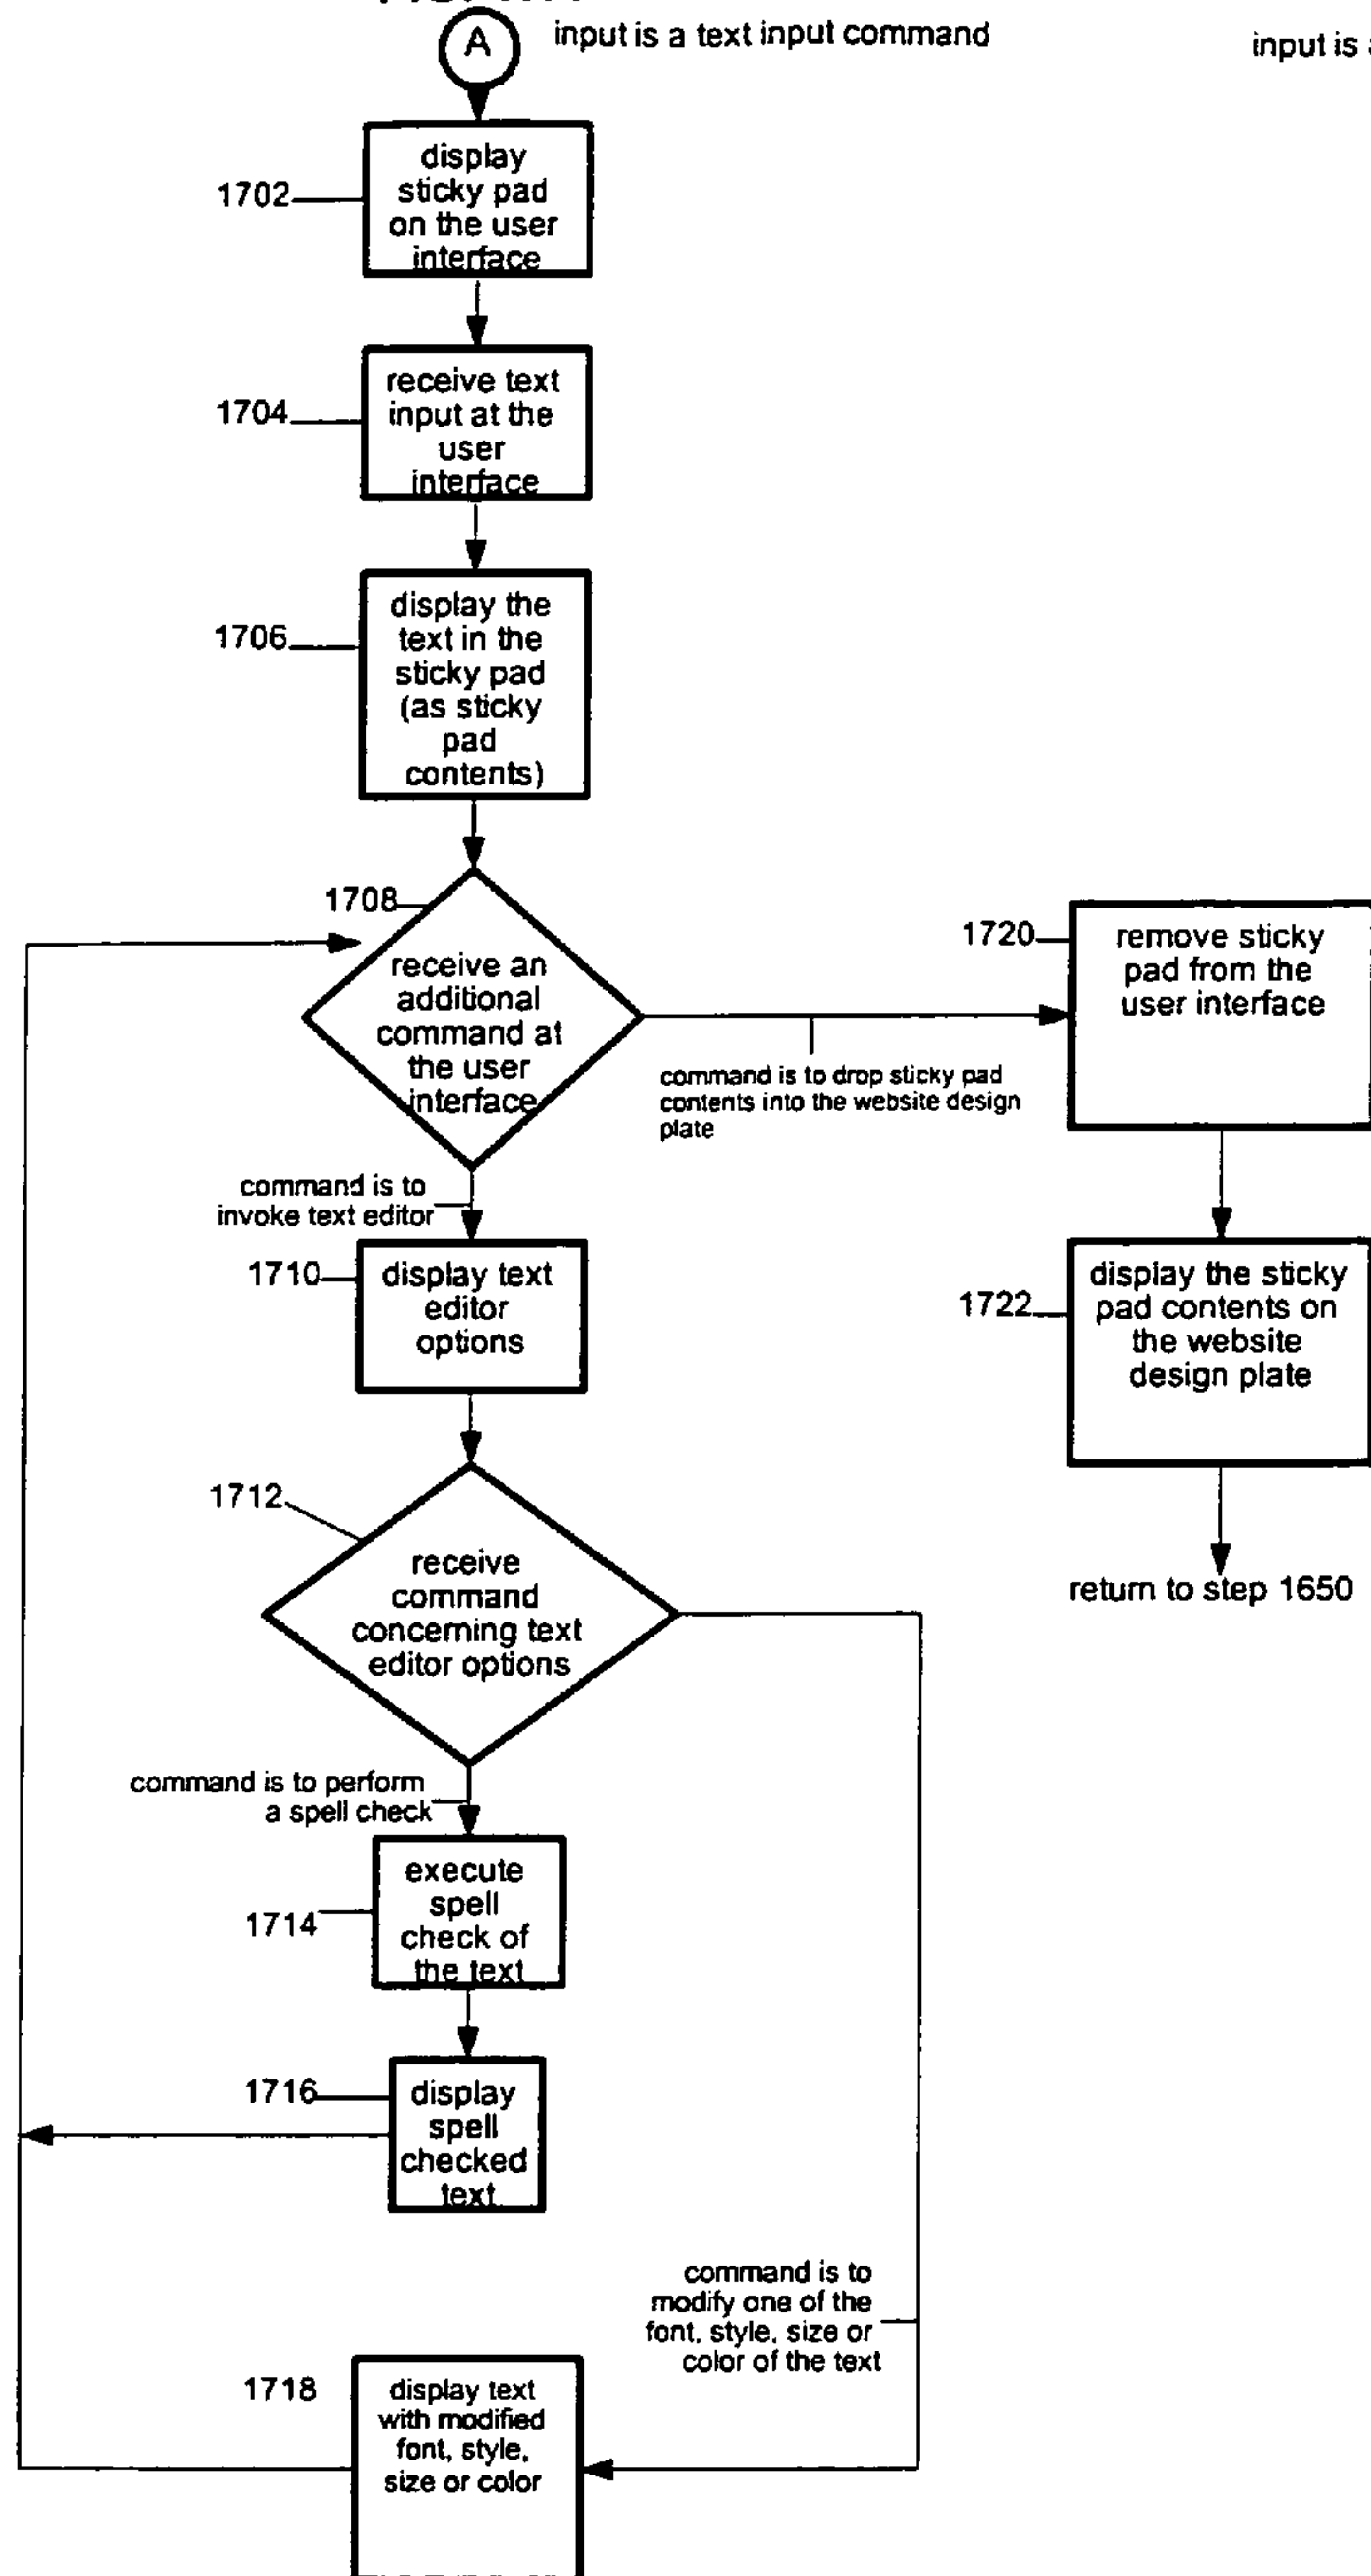 A
input is a text input command
input is
display
sticky pad
on the user
interface
1702
receive text
input at the
user
interface
1704
display the
text in the
sticky pad
(as sticky
pad
contents)
1706
1708
receive an
additional
command at
the user
interface
command is to drop sticky pad
contents into the website design
plate
1720
remove sticky
pad from the
user interface
command is to
invoke text editor
1710
display text
editor
options
1722
display the sticky
pad contents on
the website
design plate
return to step 1650
1712
receive
command
concerning text
editor options
command is to perform
a spell check
1714
execute
spell
check of
the text
1716
display
spell
checked
text
command is to
modify one of the
font, style, size or
color of the text
1718
display text
with modified
font, style,
size or color